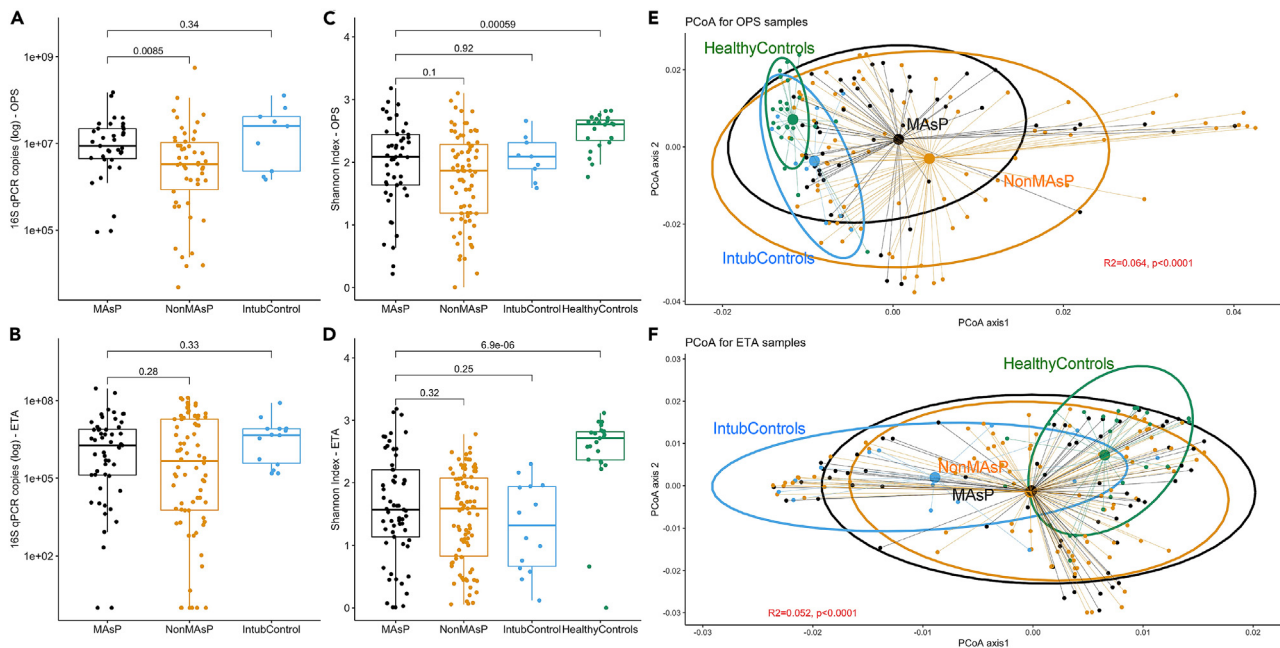 A
16S qPCR copies (log) - OPS
1e+09
1e+07
1e+05
0.34
0.0085
MAsP NonMAsP IntubControl
B
16S qPCR copies (log) - ETA
1e+08
1e+05
1e+02
0.33
0.28
MAsP NonMAsP IntubControl
C
Shannon Index - OPS
4
3
2
1
0
0.00059
0.92
0.1
MAsP NonMAsP IntubControl HealthyControls
D
Shannon Index - ETA
4
3
2
1
0
6.9e-06
0.25
0.32
MAsP NonMAsP IntubControl HealthyControls
E
PCoA for OPS samples
HealthyControls
MAsP
NonMAsP
IntubControls
R2=0.064, p<0.0001
PCoA axis 2
0.02
0.00
-0.02
-0.04
-0.02 0.00 0.02 0.04
PCoA axis1
F
PCoA for ETA samples
HealthyControls
IntubControls
NonMAsP
MAsP
R2=0.052, p<0.0001
PCoA axis 2
0.03
0.02
0.01
0.00
-0.01
-0.02
-0.03
-0.03 -0.01 0.00 0.01 0.02
PCoA axis1